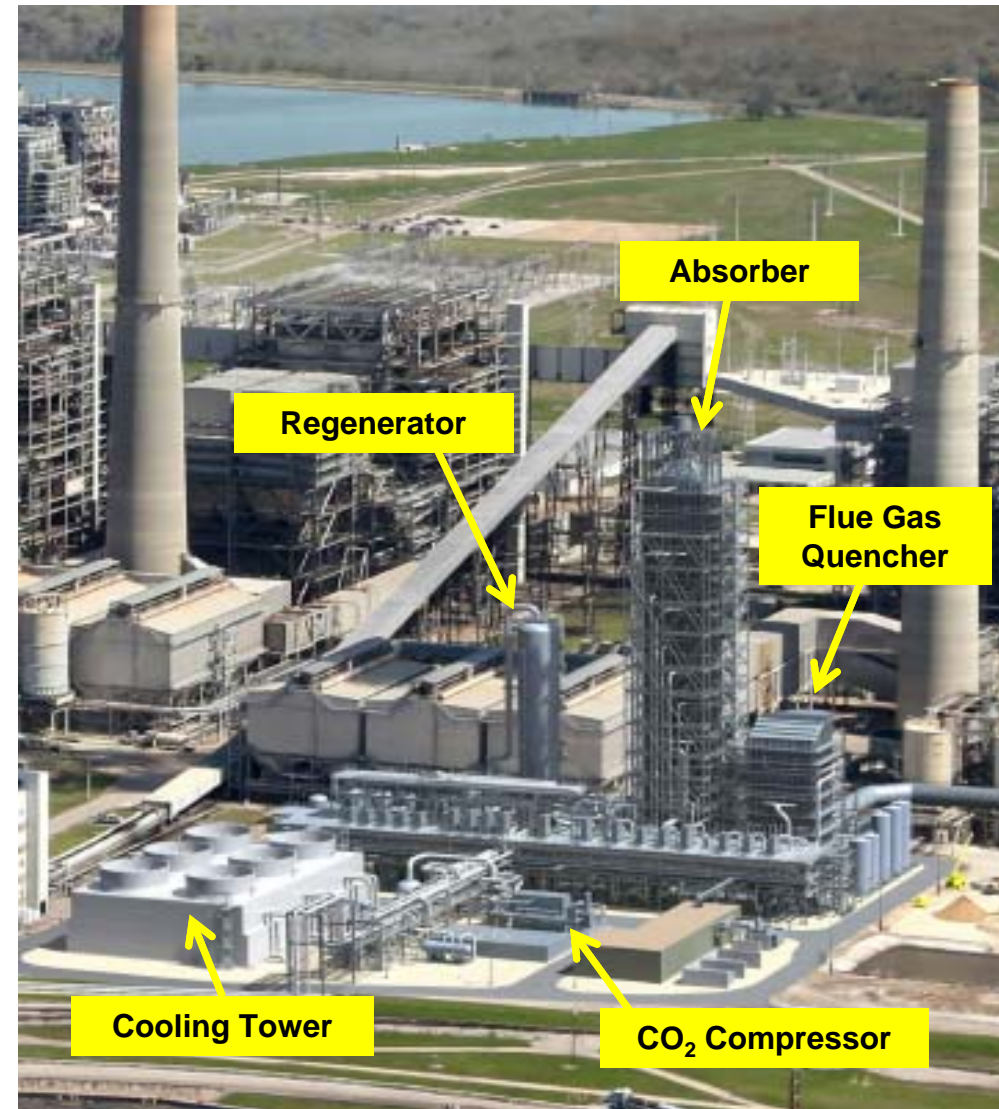 Absorber
Regenerator
Flue Gas
Quencher
Cooling Tower
CO₂ Compressor